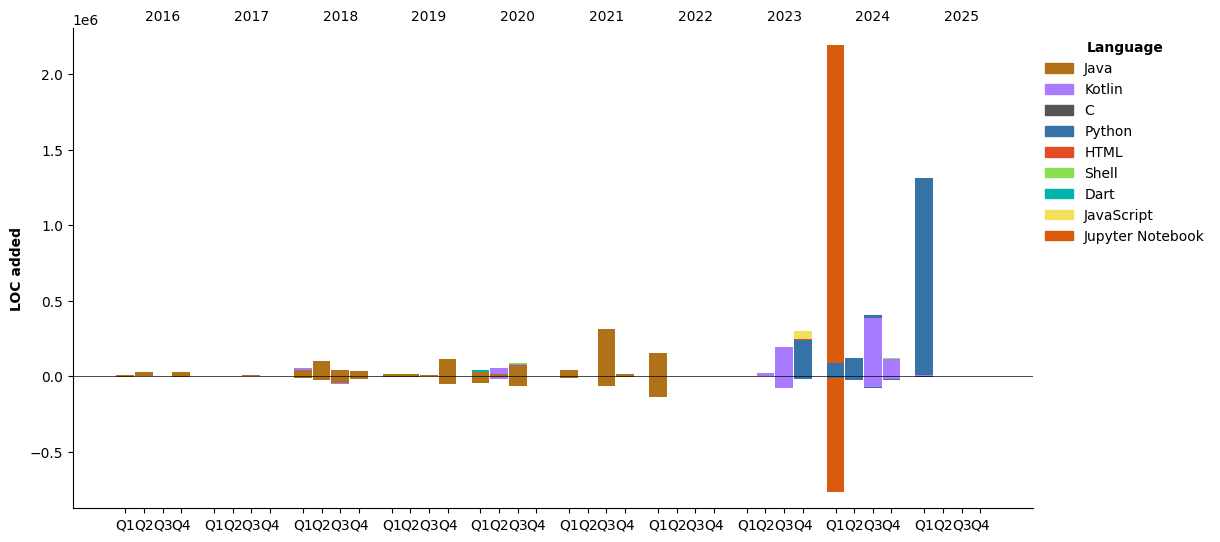 2016 2017 2018 2019 2020 2021 2022 2023 2024 2025
1e6
Language
Java
Kotlin
C
Python
HTML
Shell
Dart
JavaScript
Jupyter Notebook
LOC added
2.0
1.5
1.0
0.5
0.0
−0.5
Q1Q2Q3Q4 Q1Q2Q3Q4 Q1Q2Q3Q4 Q1Q2Q3Q4 Q1Q2Q3Q4 Q1Q2Q3Q4 Q1Q2Q3Q4 Q1Q2Q3Q4 Q1Q2Q3Q4 Q1Q2Q3Q4